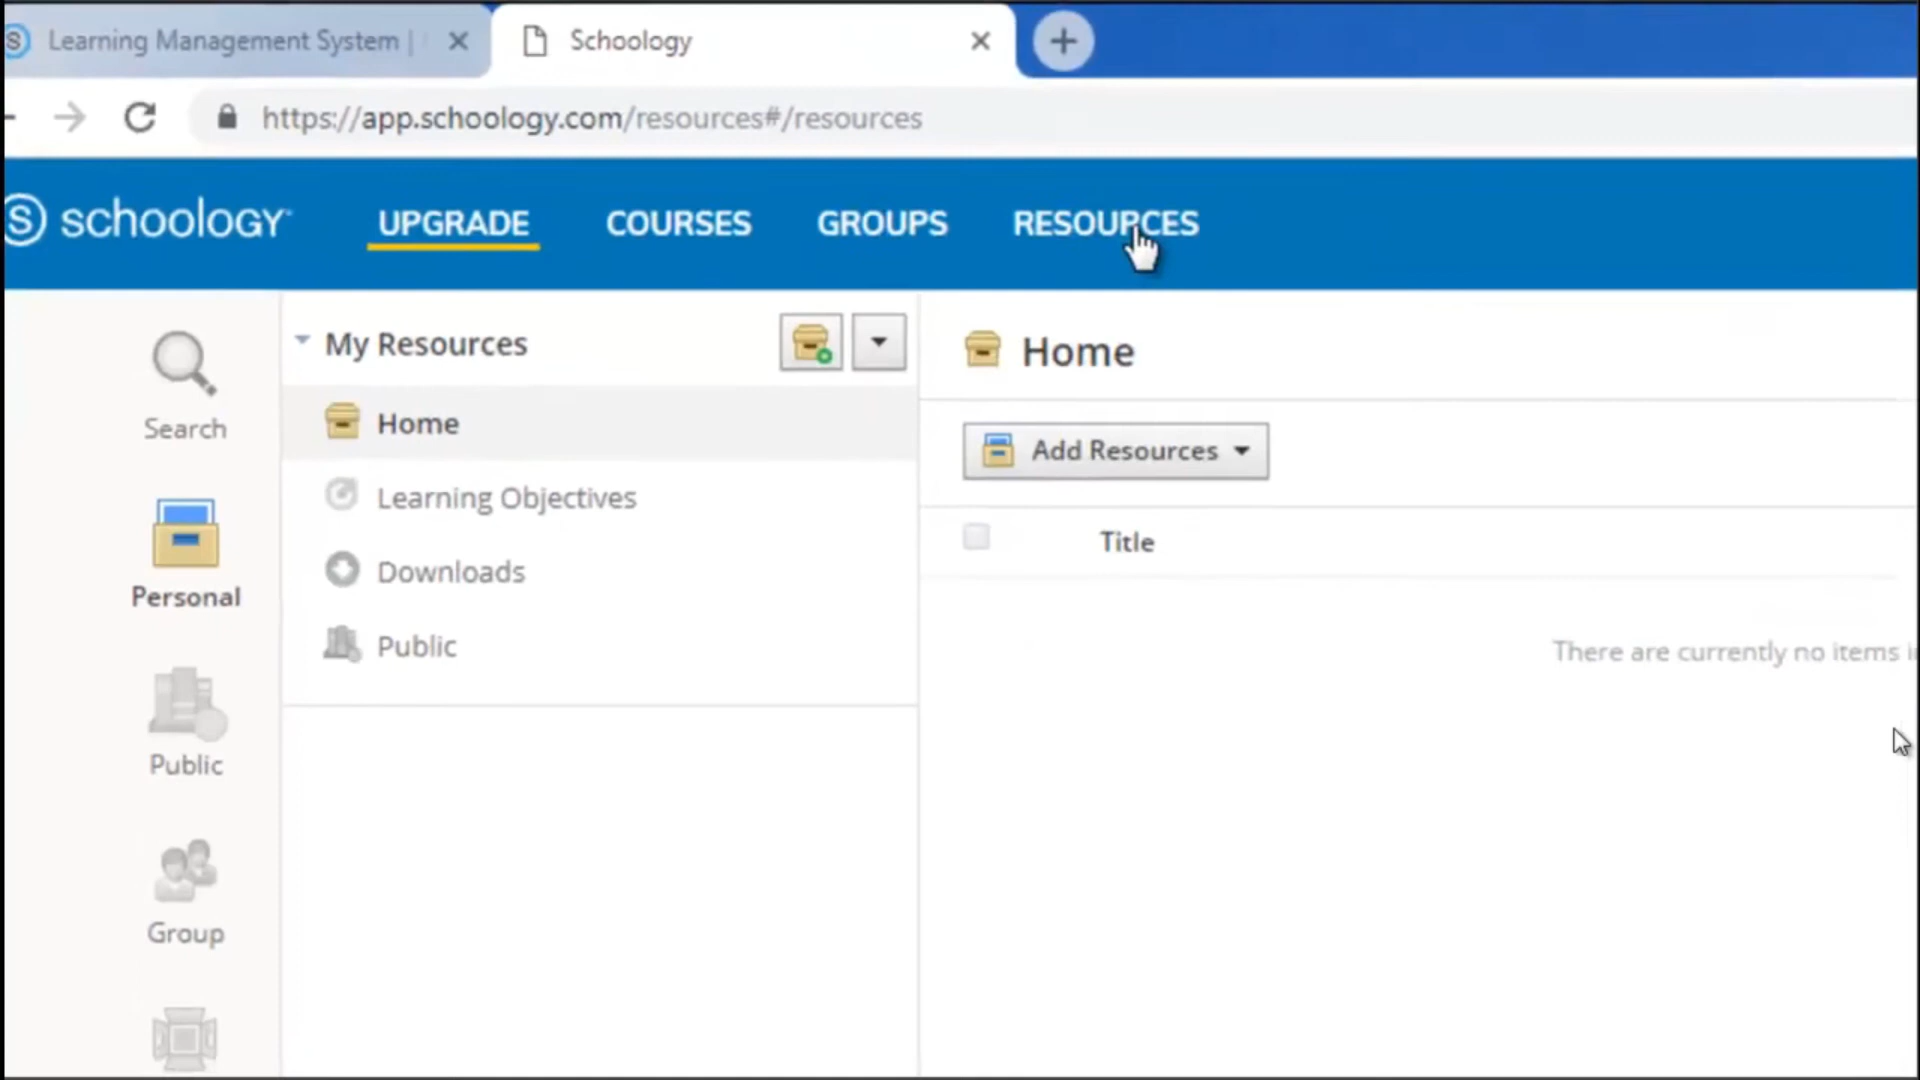 Learning Management System |
Schoology
https://app.schoology.com/resources#/resources
schoology
UPGRADE
COURSES
GROUPS
RESOURCES
Search
Personal
Public
Group
My Resources
Home
Learning Objectives
Downloads
Public
Home
Add Resources
Title
There are currently no items